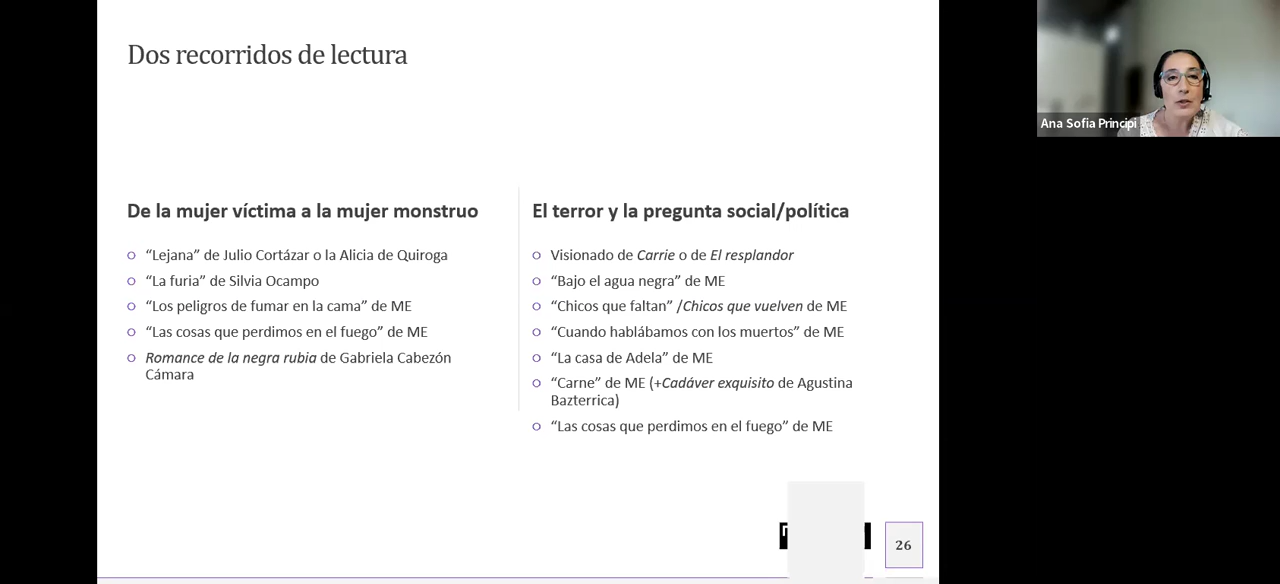 Dos recorridos de lectura
Ana Sofia Principi
De la mujer víctima a la mujer monstruo
o "Lejana" de Julio Cortázar o la Alicia de Quiroga
o "La furia" de Silvia Ocampo
o "Los peligros de fumar en la cama" de ME
o "Las cosas que perdimos en el fuego" de ME
o Romance de la negra rubia de Gabriela Cabezón
Cámara
El terror y la pregunta social/política
o Visionado de Carrie o de El resplandor
o "Bajo el agua negra" de ME
o "Chicos que faltan" /Chicos que vuelven de ME
o "Cuando hablábamos con los muertos" de ME
o "La casa de Adela" de ME
o "Carne" de ME (+Cadáver exquisito de Agustina
Bazterrica)
o "Las cosas que perdimos en el fuego" de ME
26